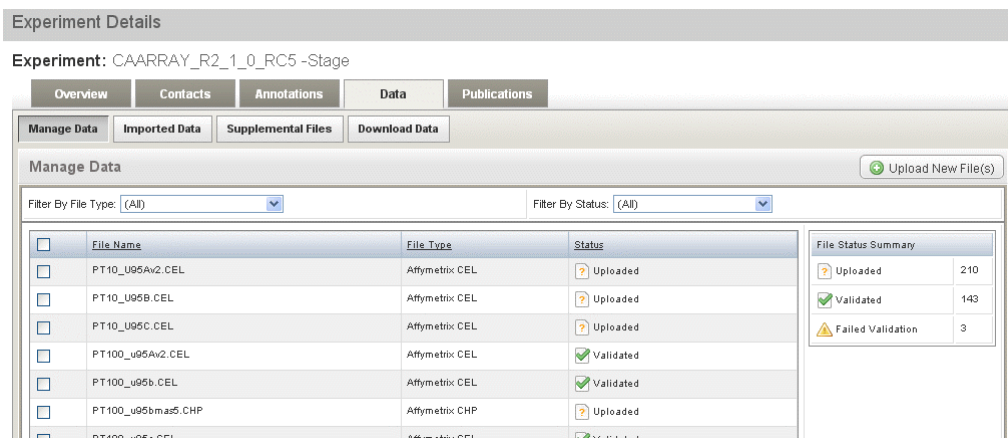 Experiment Details
Experiment: CAARRAY_R2_1_0_RC5 -Stage
Overview Contacts Annotations Data Publications
Manage Data Imported Data Supplemental Files Download Data
Manage Data Upload New File(s)
Filter By File Type: (All) Filter By Status: (All)
File Name File Type Status File Status Summary
PT10_U95Av2.CEL Affymetrix CEL Uploaded Uploaded 210
PT10_U95B.CEL Affymetrix CEL Uploaded Validated 143
PT10_U95C.CEL Affymetrix CEL Uploaded Failed Validation 3
PT100_u95Av2.CEL Affymetrix CEL Validated
PT100_u95b.CEL Affymetrix CEL Validated
PT100_u95bmas5.CHP Affymetrix CHP Uploaded